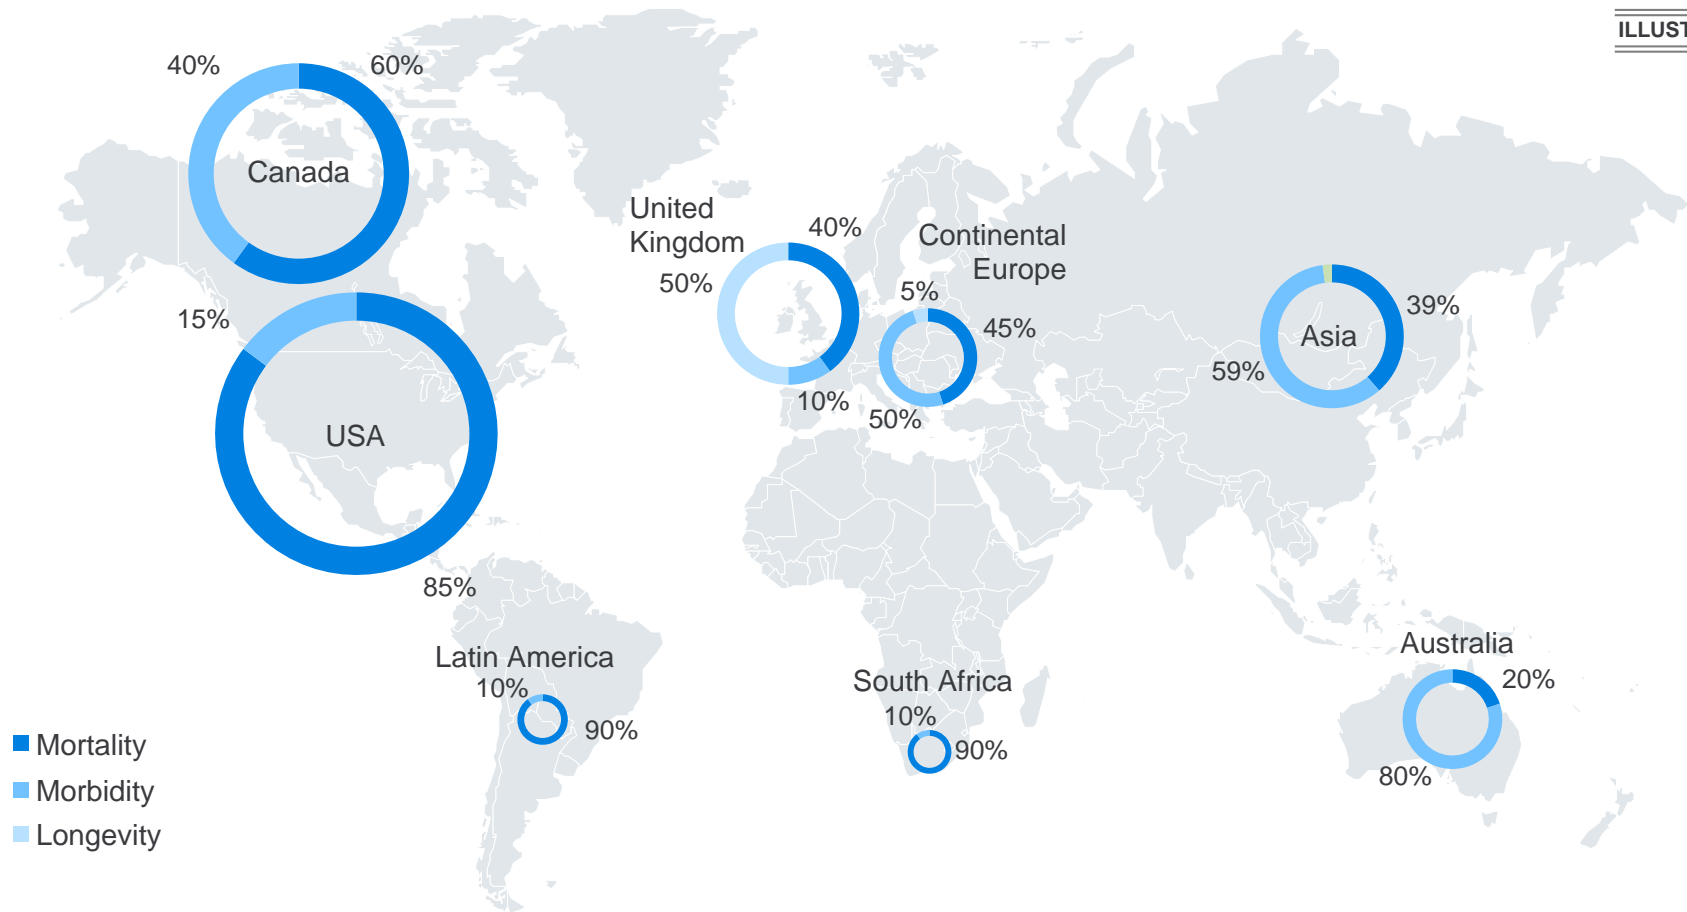 ILLUST
40%
60%
Canada
15%
USA
85%
United
Kingdom
40%
50%
10%
Continental
Europe
5%
45%
50%
Asia
39%
59%
Latin America
10%
90%
South Africa
10%
90%
Australia
20%
80%
Mortality
Morbidity
Longevity